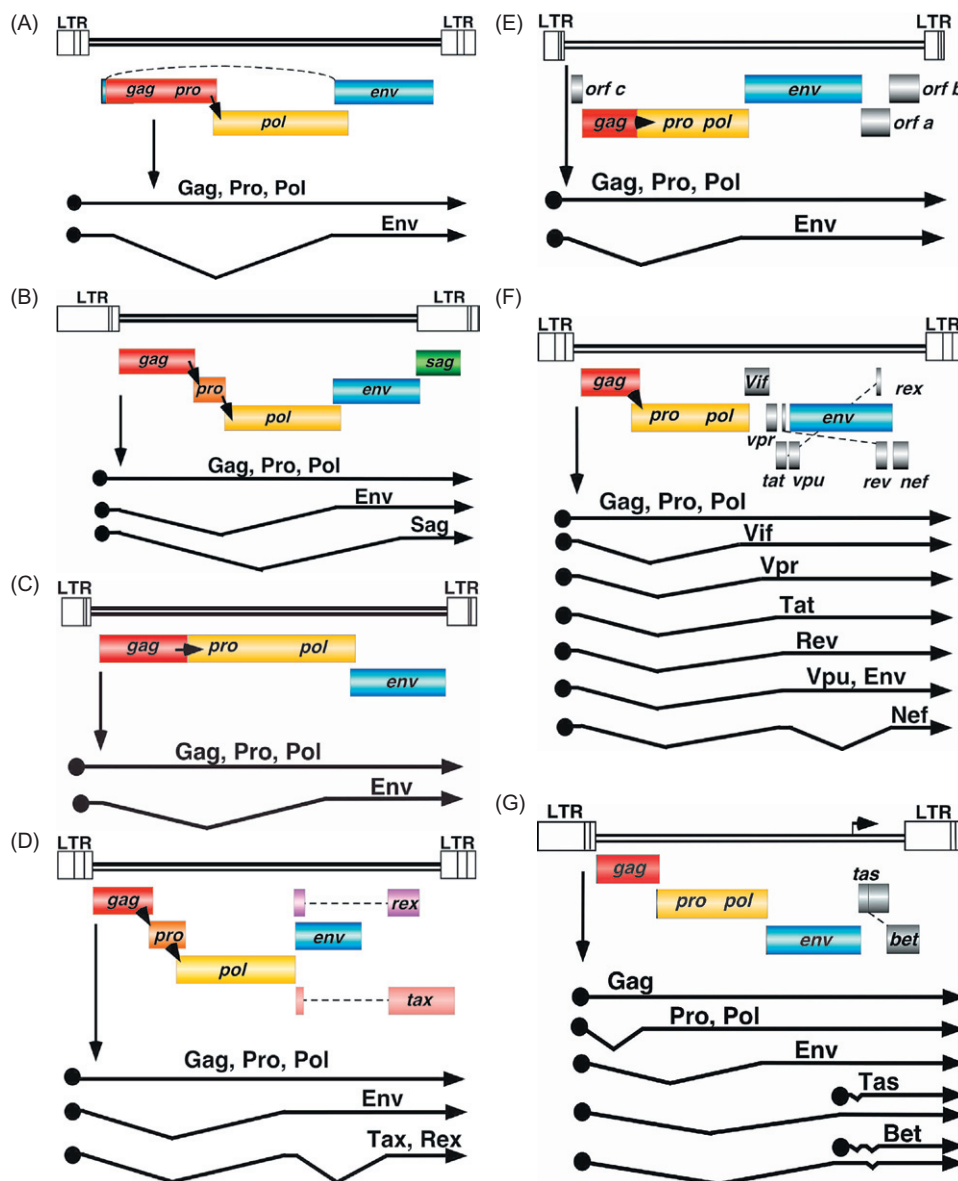 (A)
LTR LTR
gag pro env
pol
Gag, Pro, Pol
Env
(B)
LTR LTR
gag sag
pro env
pol
Gag, Pro, Pol
Env
Sag
(C)
LTR LTR
gag pro pol
env
Gag, Pro, Pol
Env
(D)
LTR LTR
gag rex
pro env
pol tax
Gag, Pro, Pol
Env
Tax, Rex
(E)
LTR LTR
orf c env orf b
gag pro pol orf a
Gag, Pro, Pol
Env
(F)
LTR LTR
gag Vif rex
pro pol env
vpr
tat vpu rev nef
Gag, Pro, Pol
Vif
Vpr
Tat
Rev
Vpu, Env
Nef
(G)
LTR LTR
gag tas
pro pol
env bet
Gag
Pro, Pol
Env
Tas
Bet